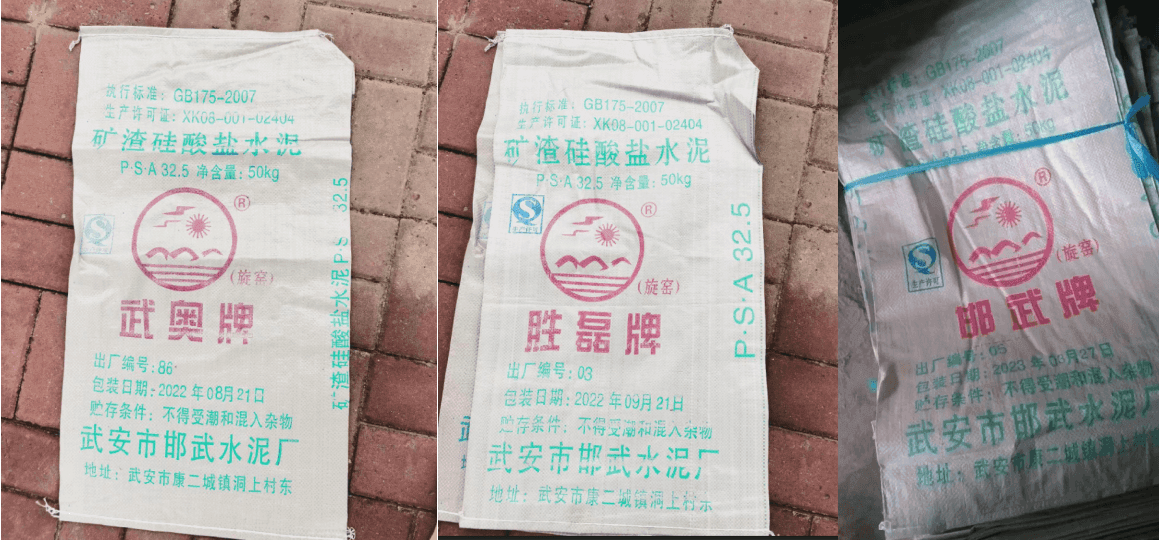 执行标准：GB175-2007
生产许可证：XK08-001-02404
矿渣硅酸盐水泥
P·S·A 32.5 净含量：50kg
®
(旋窑)
武奥牌
出厂编号：86
包装日期：2022年08月21日
贮存条件：不得受潮和混入杂物
武安市邯武水泥厂
地址：武安市康二城镇洞上村东
矿渣硅酸盐水泥 P·S 32.5
执行标准：GB175-2007
生产许可证：XK08-001-02404
矿渣硅酸盐水泥
P·S·A 32.5 净含量：50kg
生产许可
®
(旋窑)
胜磊牌
出厂编号：03
包装日期：2022年09月21日
贮存条件：不得受潮和混入杂物
武安市邯武水泥厂
地址：武安市康二城镇洞上村东
P·S·A 32.5
GB175-2007
XK08-001-02404
矿渣硅酸盐水泥
32.5 50kg
生产许可
®
(旋窑)
邯武牌
出厂编号：05
包装日期：2023年03月27日
贮存条件：不得受潮和混入杂物
武安市邯武水泥厂
地址：武安市康二城镇洞上村